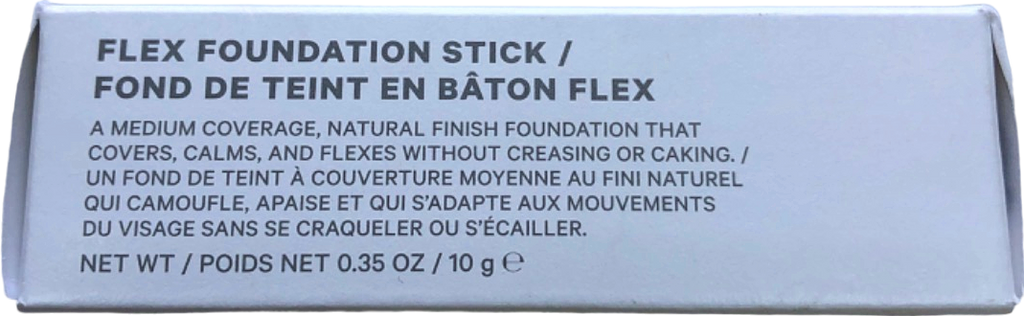 FLEX FOUNDATION STICK /
FOND DE TEINT EN BÂTON FLEX
A MEDIUM COVERAGE, NATURAL FINISH FOUNDATION THAT
COVERS, CALMS, AND FLEXES WITHOUT CREASING OR CAKING. /
UN FOND DE TEINT À COUVERTURE MOYENNE AU FINI NATUREL
QUI CAMOUFLE, APAISE ET QUI S'ADAPTE AUX MOUVEMENTS
DU VISAGE SANS SE CRAQUELER OU S'ÉCAILLER.
NET WT / POIDS NET 0.35 OZ / 10 g ℮